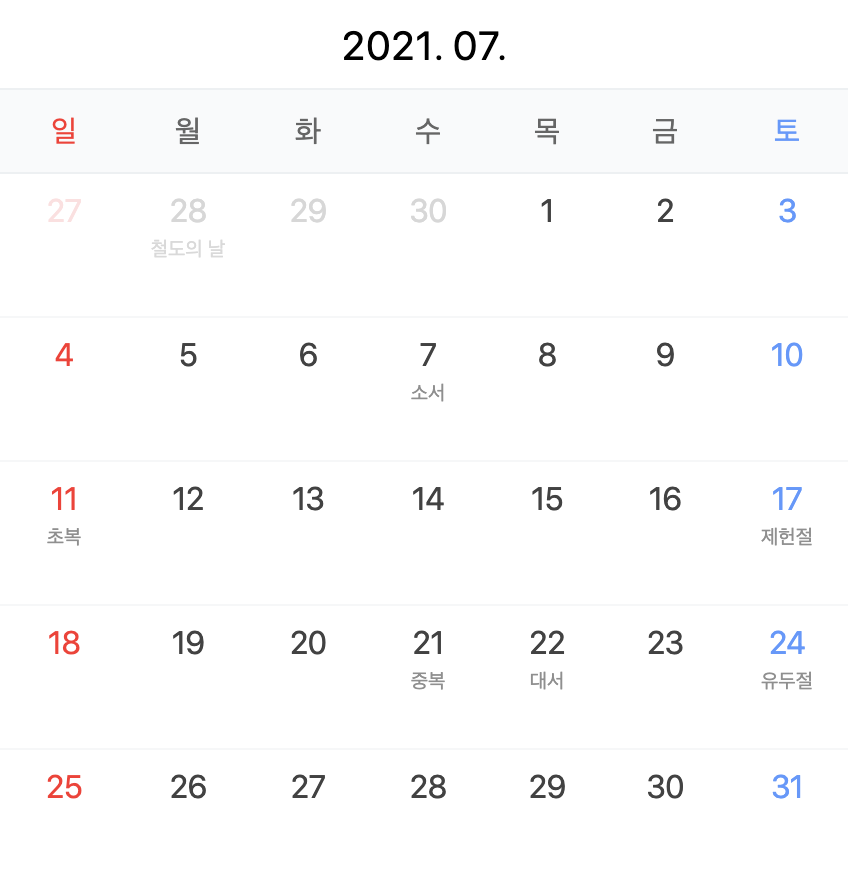 2021. 07.
일 월 화 수 목 금 토
27 28 29 30 1 2 3
철도의 날
4 5 6 7 8 9 10
소서
11 12 13 14 15 16 17
초복 제헌절
18 19 20 21 22 23 24
중복 대서 유두절
25 26 27 28 29 30 31